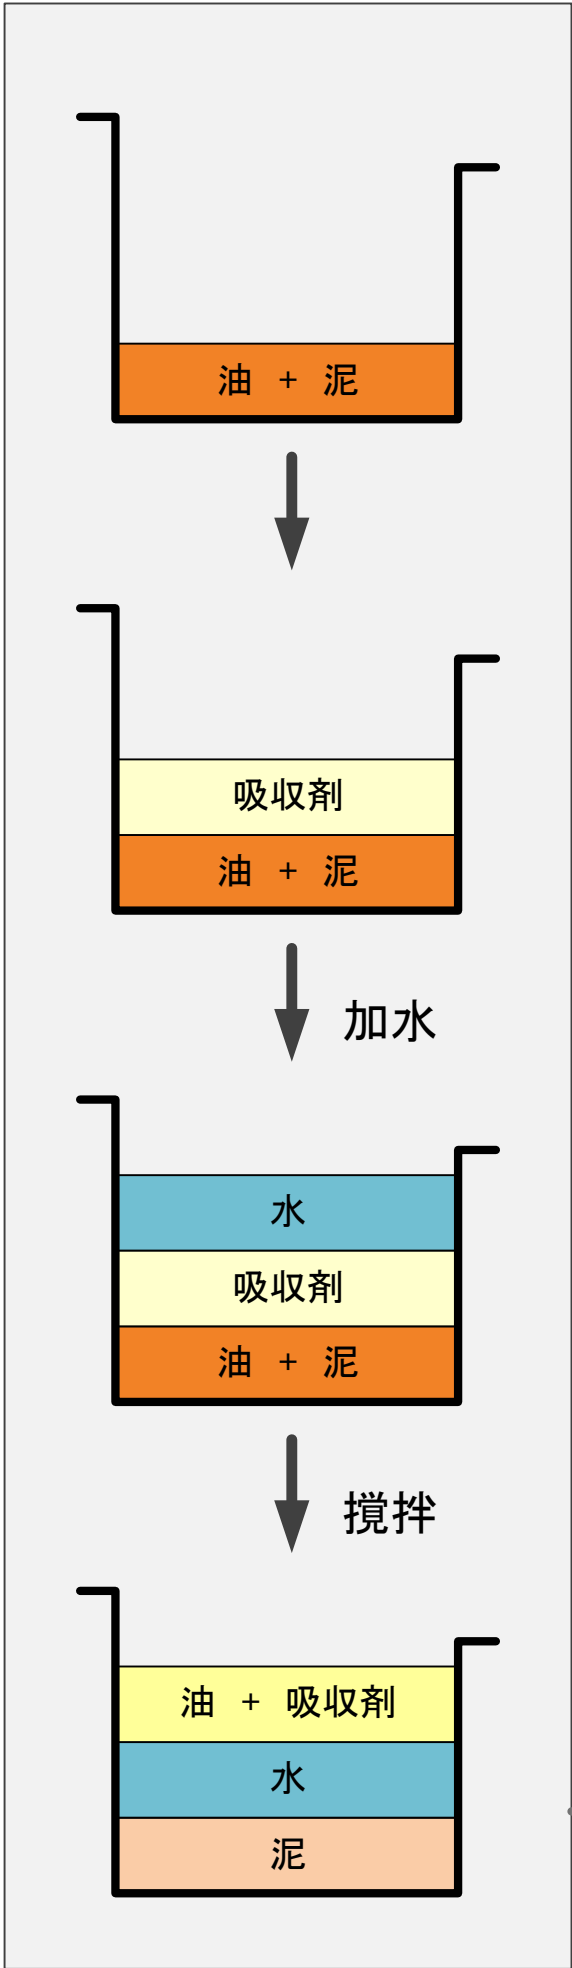 油 + 泥
吸収剤
油 + 泥
加水
水
吸収剤
油 + 泥
撹拌
油 + 吸収剤
水
泥